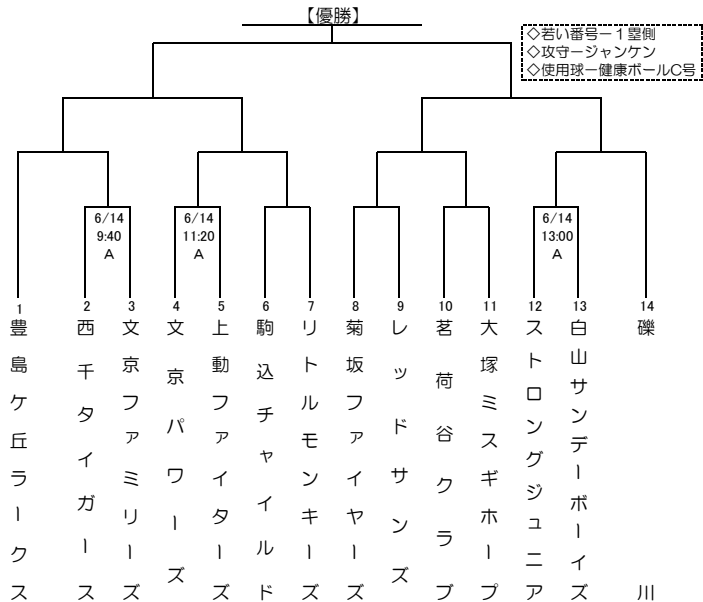 【優勝】
◇若い番号－１塁側
◇攻守－ジャンケン
◇使用球－健康ボールC号
6/14
9:40
A
6/14
11:20
A
6/14
13:00
A
1
豊島ケ丘ラークス
2
西千タイガース
3
文京ファミリーズ
4
文京パワーズ
5
上動ファイターズ
6
駒込チャイルド
7
リトルモンキーズ
8
菊坂ファイヤーズ
9
レッドサンズ
10
茗荷谷クラブ
11
大塚ミスギホープ
12
ストロングジュニア
13
白山サンデーボーイズ
14
礫川